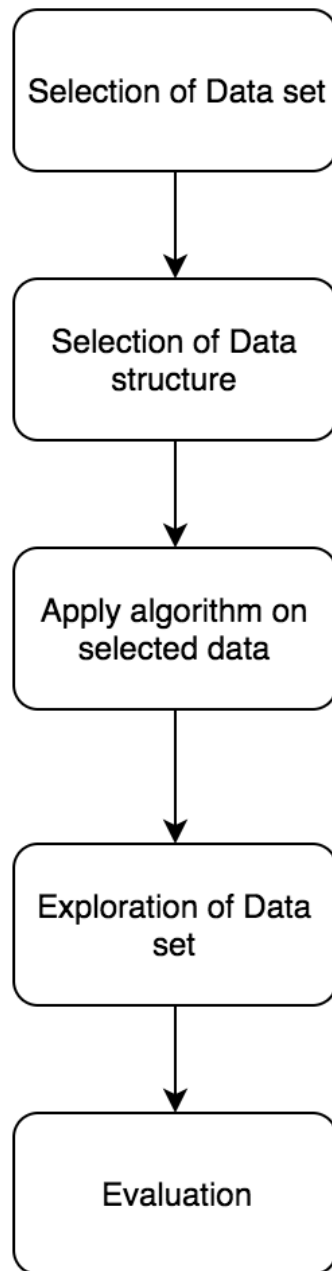 Selection of Data set
Selection of Data
structure
Apply algorithm on
selected data
Exploration of Data
set
Evaluation